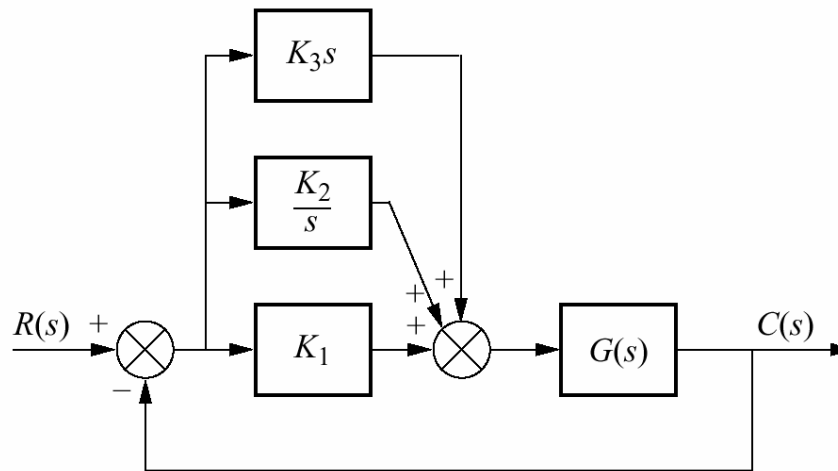 K₃s
K₂
s
+
+
R(s) + + K₁ G(s) C(s)
−